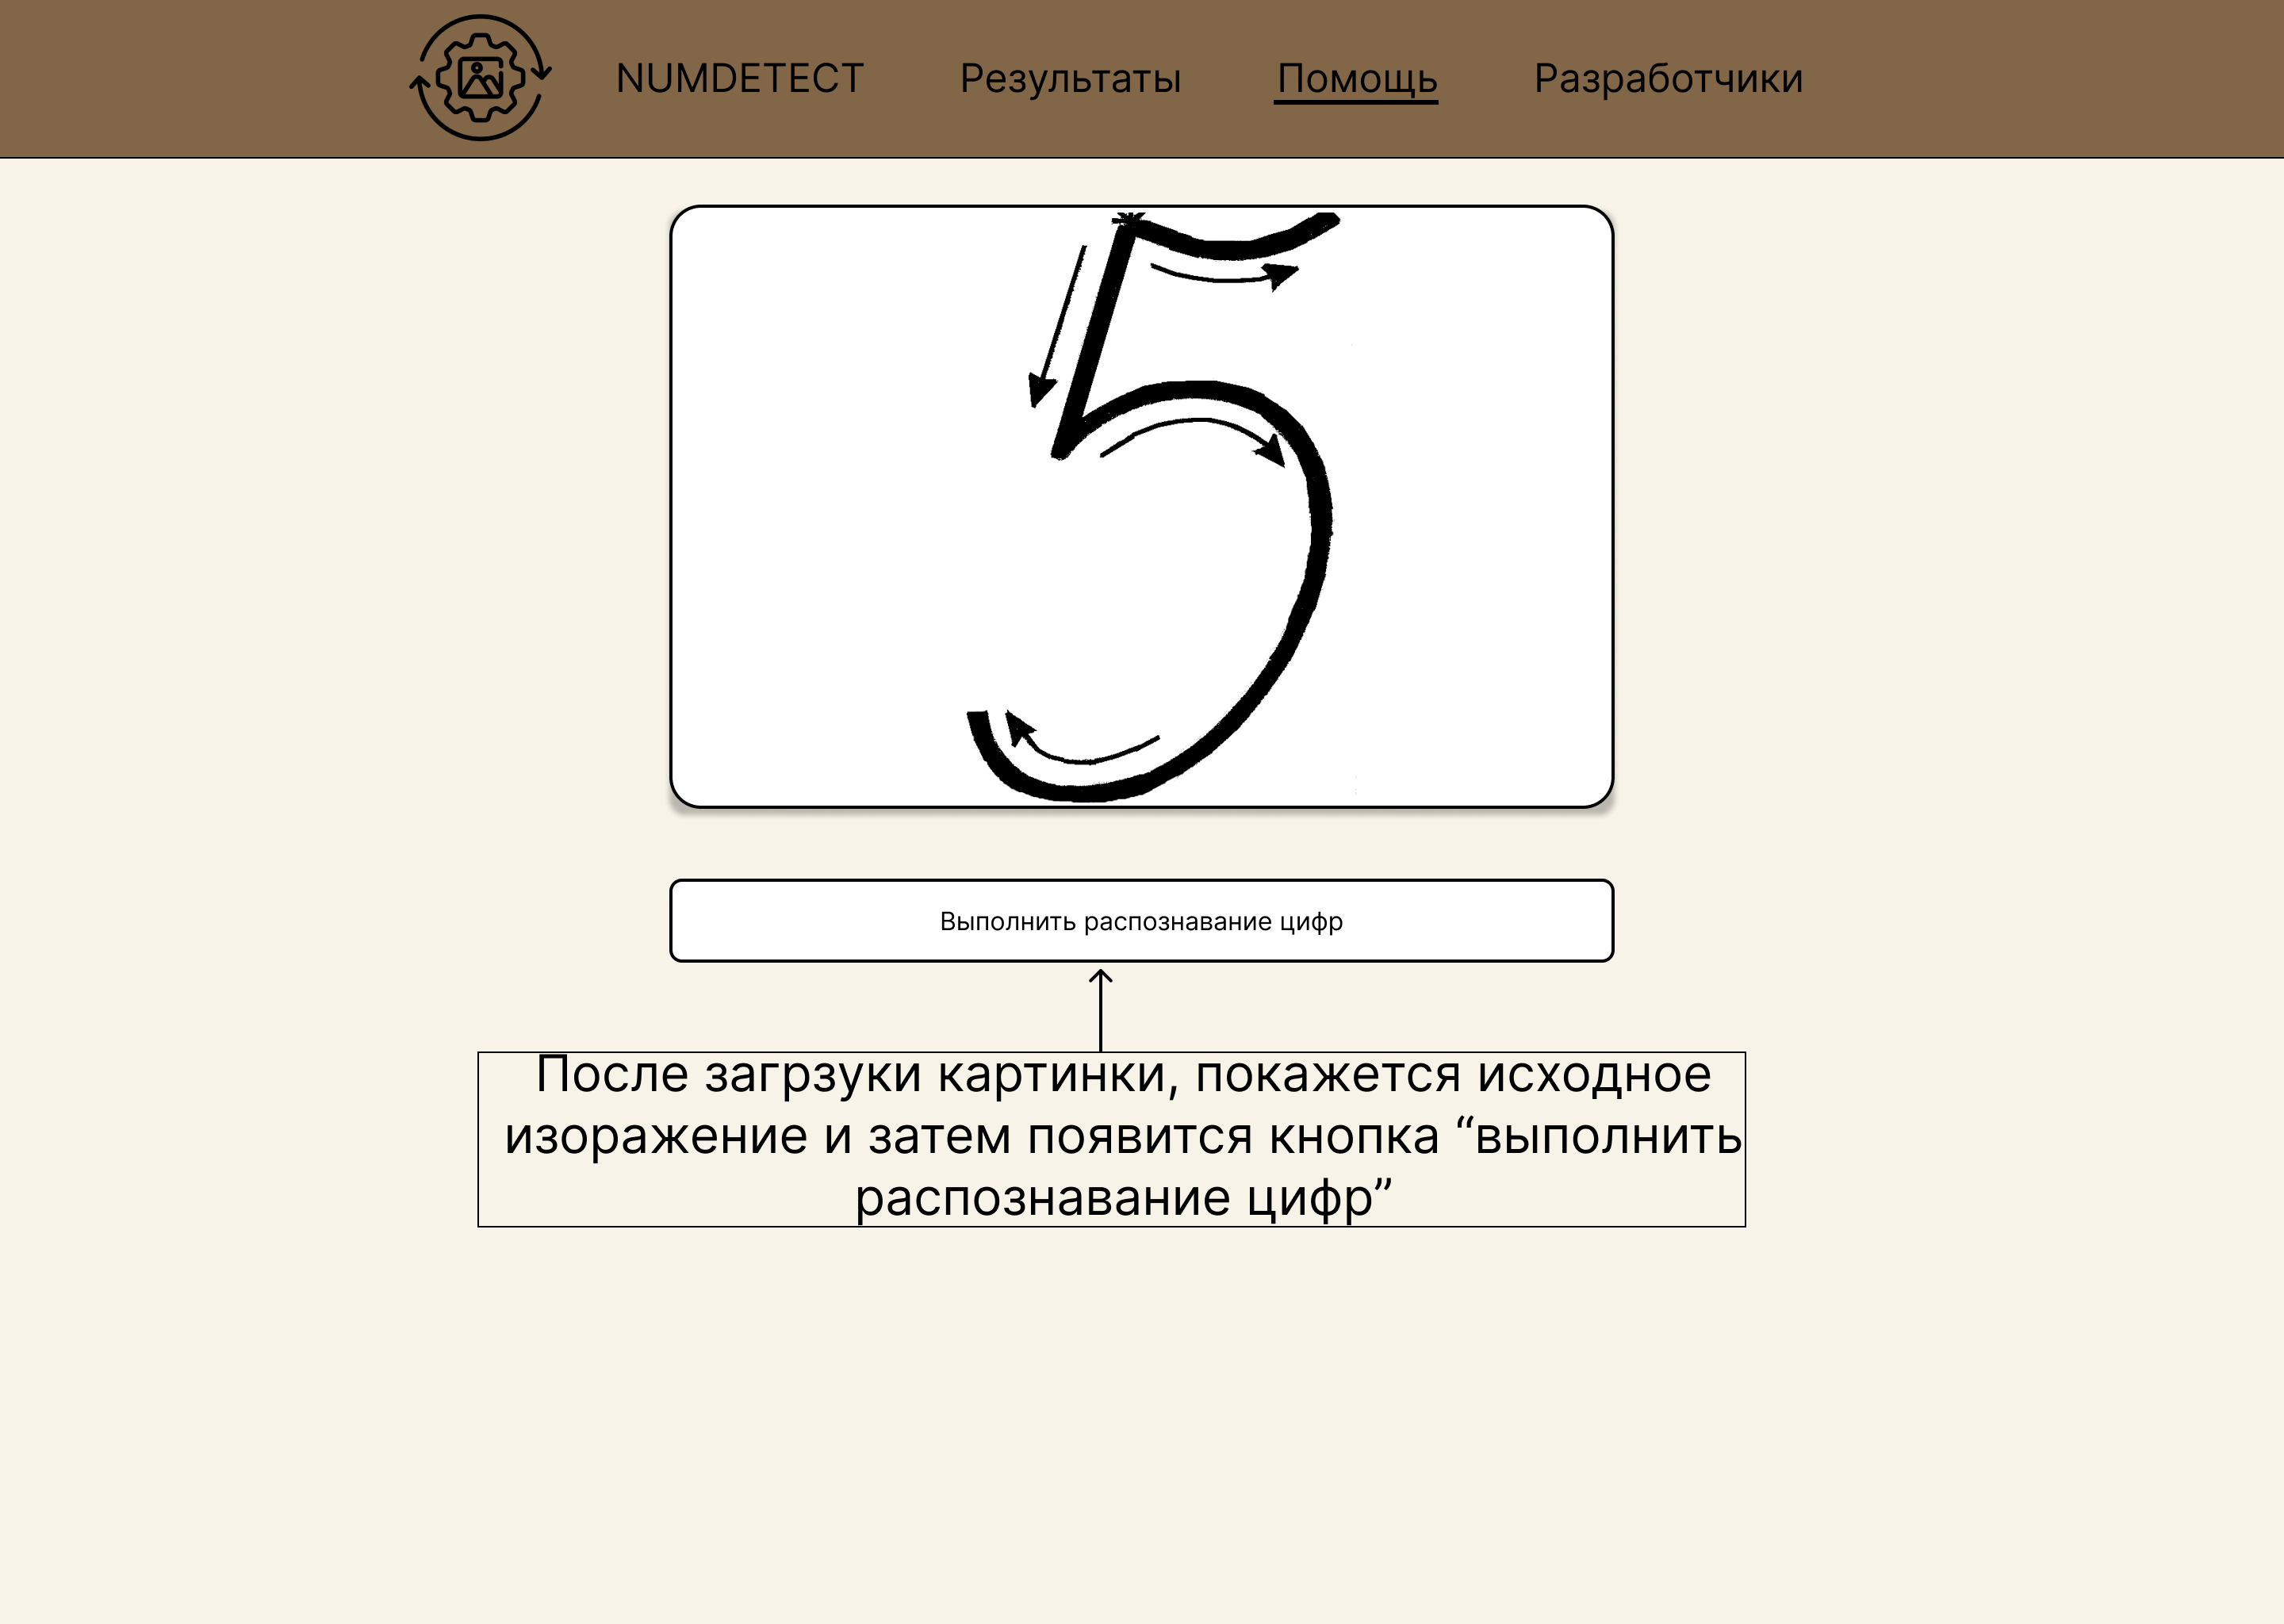 NUMDETECT Результаты Помощь Разработчики
5
Выполнить распознавание цифр
После загрзуки картинки, покажется исходное
изоражение и затем появится кнопка “выполнить
распознавание цифр”